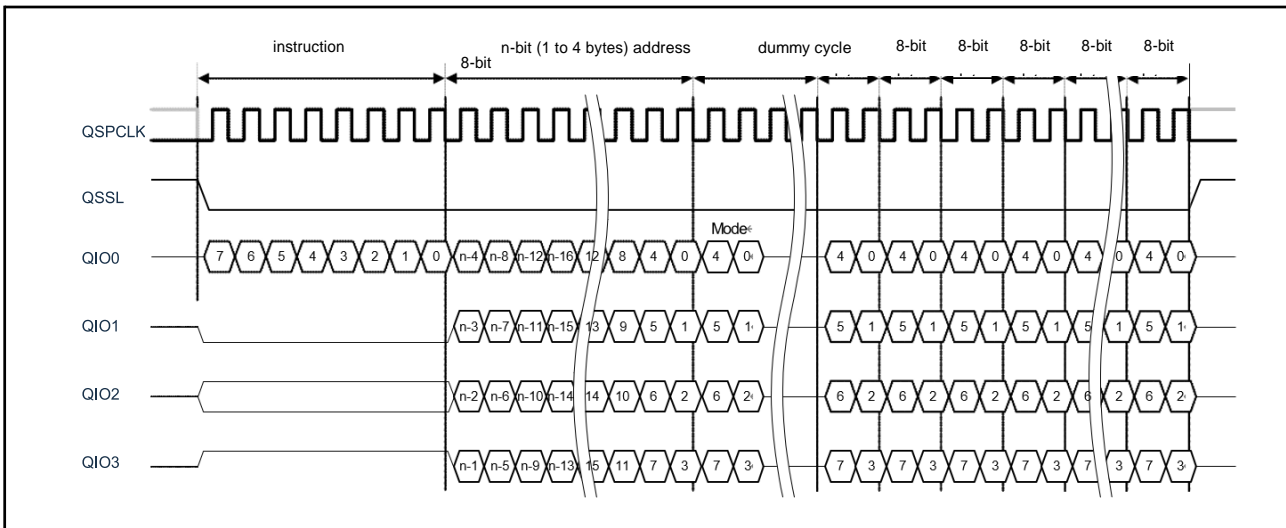 instruction n-bit (1 to 4 bytes) address dummy cycle 8-bit 8-bit 8-bit 8-bit 8-bit
8-bit
QSPCLK
QSSL
Mode
QIO0 7 6 5 4 3 2 1 0 n-4 n-8 n-12 n-16 12 8 4 0 4 0 4 0 4 0 4 0 4 0 4 0 4 0
QIO1 n-3 n-7 n-11 n-15 13 9 5 1 5 1 5 1 5 1 5 1 5 1 5 1 5 1
QIO2 n-2 n-6 n-10 n-14 14 10 6 2 6 2 6 2 6 2 6 2 6 2 6 2 6 2
QIO3 n-1 n-5 n-9 n-13 15 11 7 3 7 3 7 3 7 3 7 3 7 3 7 3 7 3